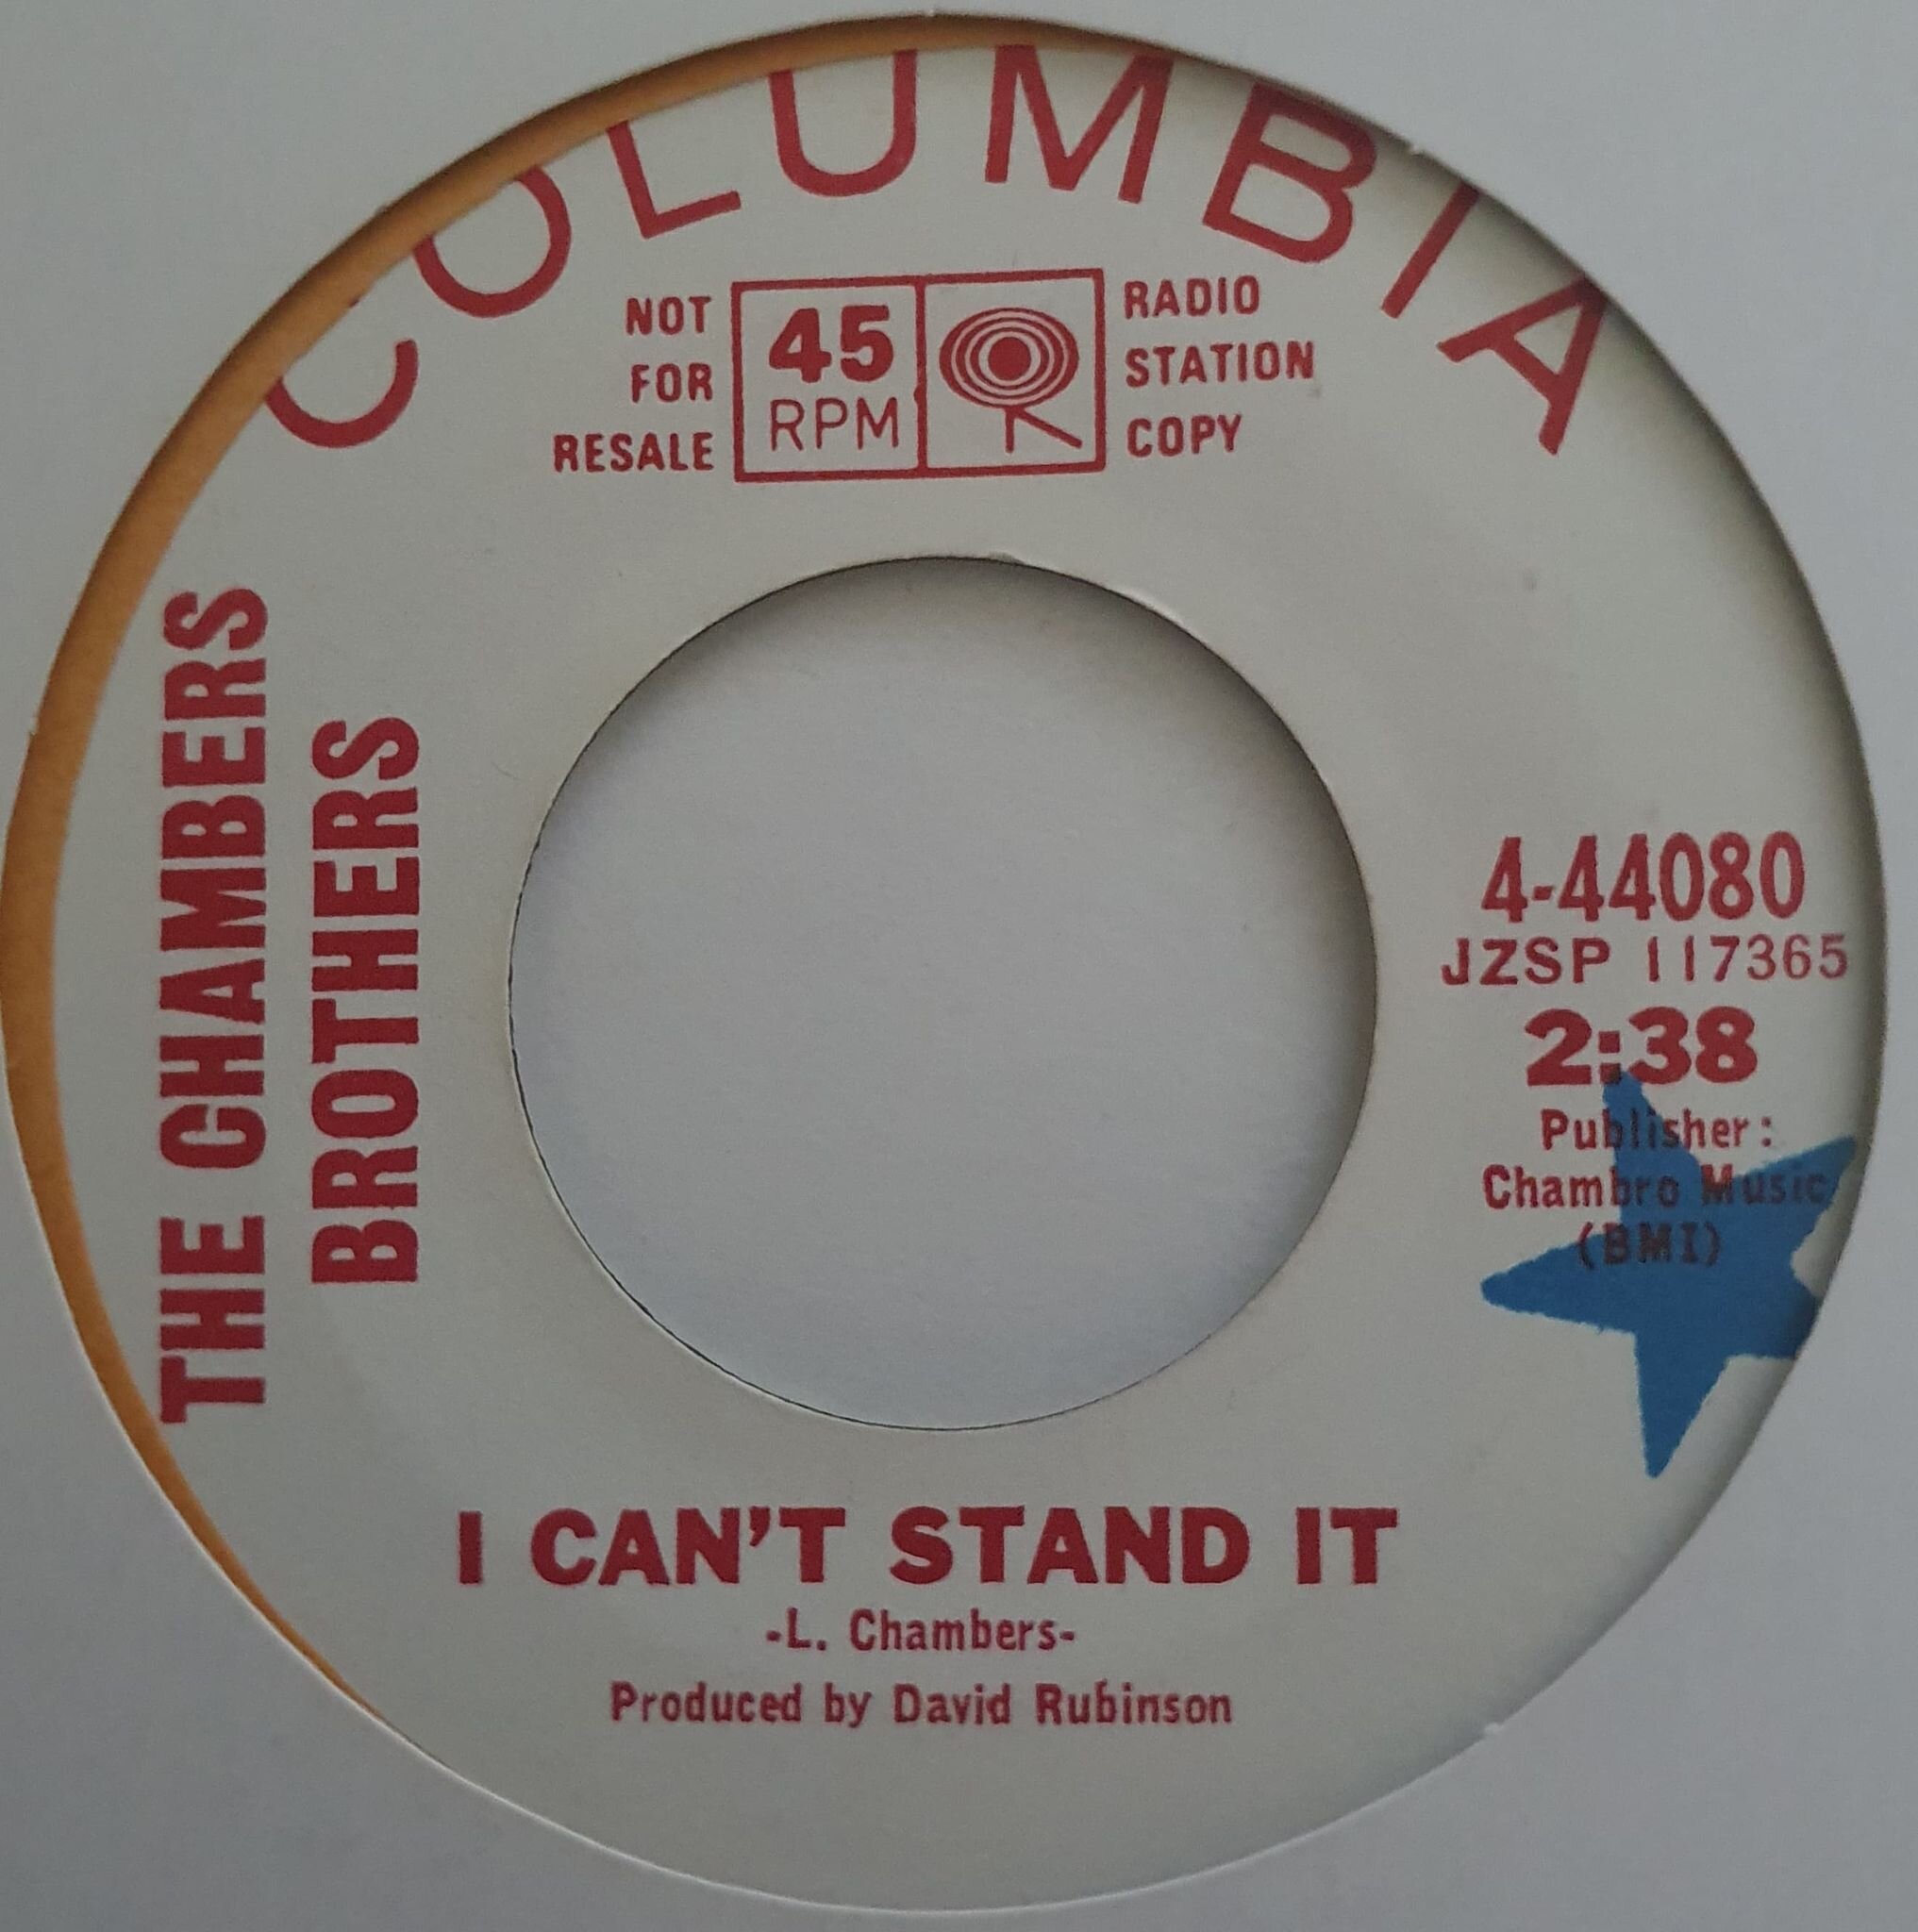 COLUMBIA
NOT
FOR
RESALE
45
RPM
RADIO
STATION
COPY
THE CHAMBERS
BROTHERS
4-44080
JZSP 117365
2:38
Publisher:
Chambro Music
(BMI)
I CAN'T STAND IT
-L. Chambers-
Produced by David Rubinson